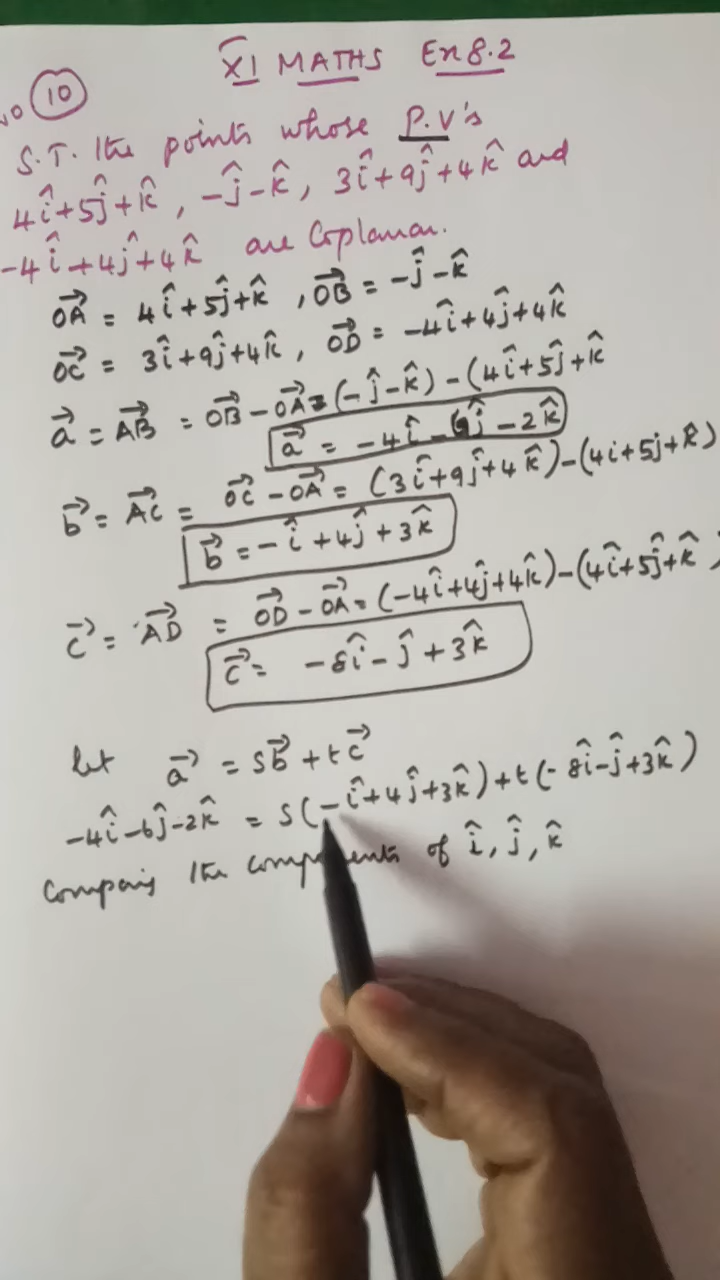 XI MATHS Ex 8.2
10
S.T. the points whose P.V's
4î+5ĵ+k̂ , -ĵ-k̂ , 3î+9ĵ+4k̂ and
-4î+4ĵ+4k̂ are Coplanar.
OA⃗ = 4î+5ĵ+k̂ , OB⃗ = -ĵ-k̂
OC⃗ = 3î+9ĵ+4k̂ , OD⃗ = -4î+4ĵ+4k̂
a⃗ = AB⃗ = OB⃗ - OA⃗ = (-ĵ-k̂) - (4î+5ĵ+k̂
a⃗ = -4î - 6ĵ - 2k̂
b⃗ = AC⃗ = OC⃗ - OA⃗ = (3î+9ĵ+4k̂)-(4i+5j+k̂)
b⃗ = -î+4ĵ+3k̂
c⃗ = AD⃗ = OD⃗ - OA⃗ = (-4î+4ĵ+4k̂)-(4î+5ĵ+k̂)
c⃗ = -8î-ĵ+3k̂
let a⃗ = sb⃗ + tc⃗
-4î-6ĵ-2k̂ = s(-î+4ĵ+3k̂)+t(-8î-ĵ+3k̂)
the components of î, ĵ, k̂